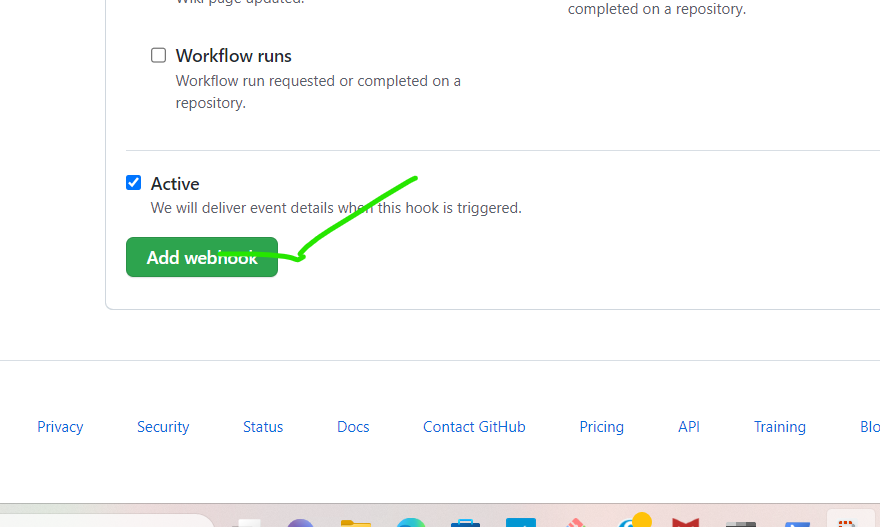 Wiki page updated.
completed on a repository.
Workflow runs
Workflow run requested or completed on a
repository.
Active
We will deliver event details when this hook is triggered.
Add webhook
Privacy Security Status Docs Contact GitHub Pricing API Training Blo